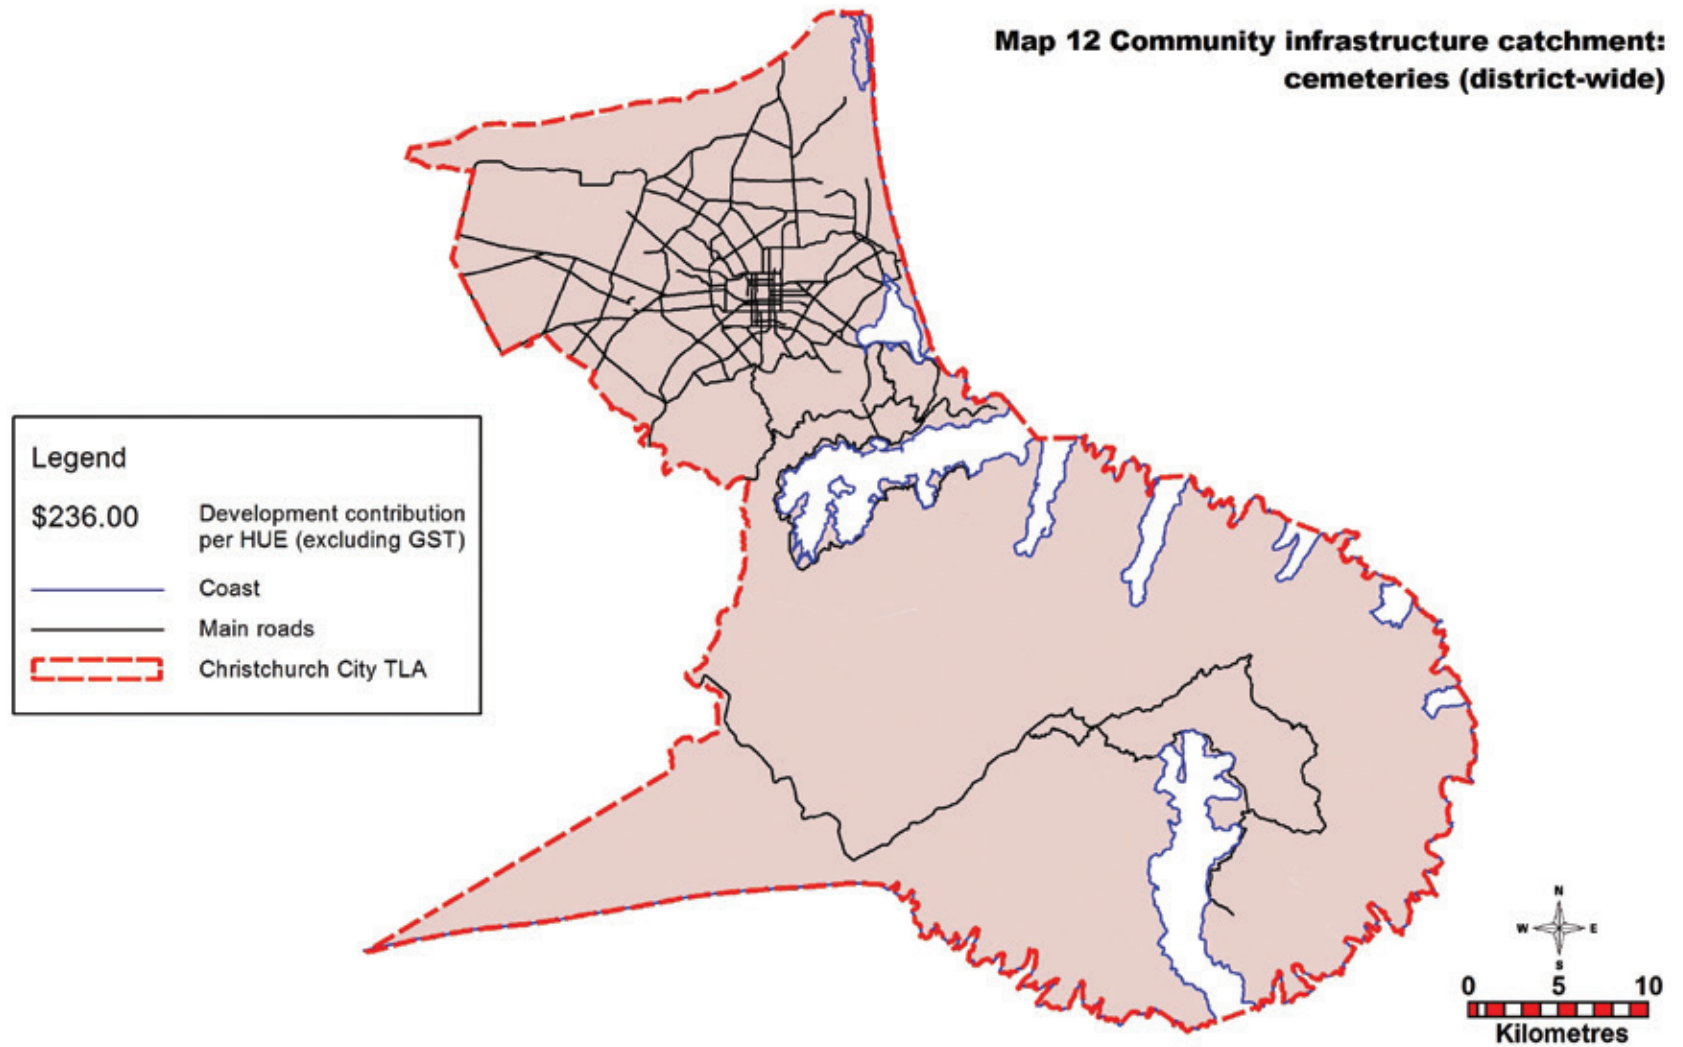 Map 12 Community infrastructure catchment:
cemeteries (district-wide)
Legend
$236.00 Development contribution
per HUE (excluding GST)
Coast
Main roads
Christchurch City TLA
N
W E
S
0 5 10
Kilometres